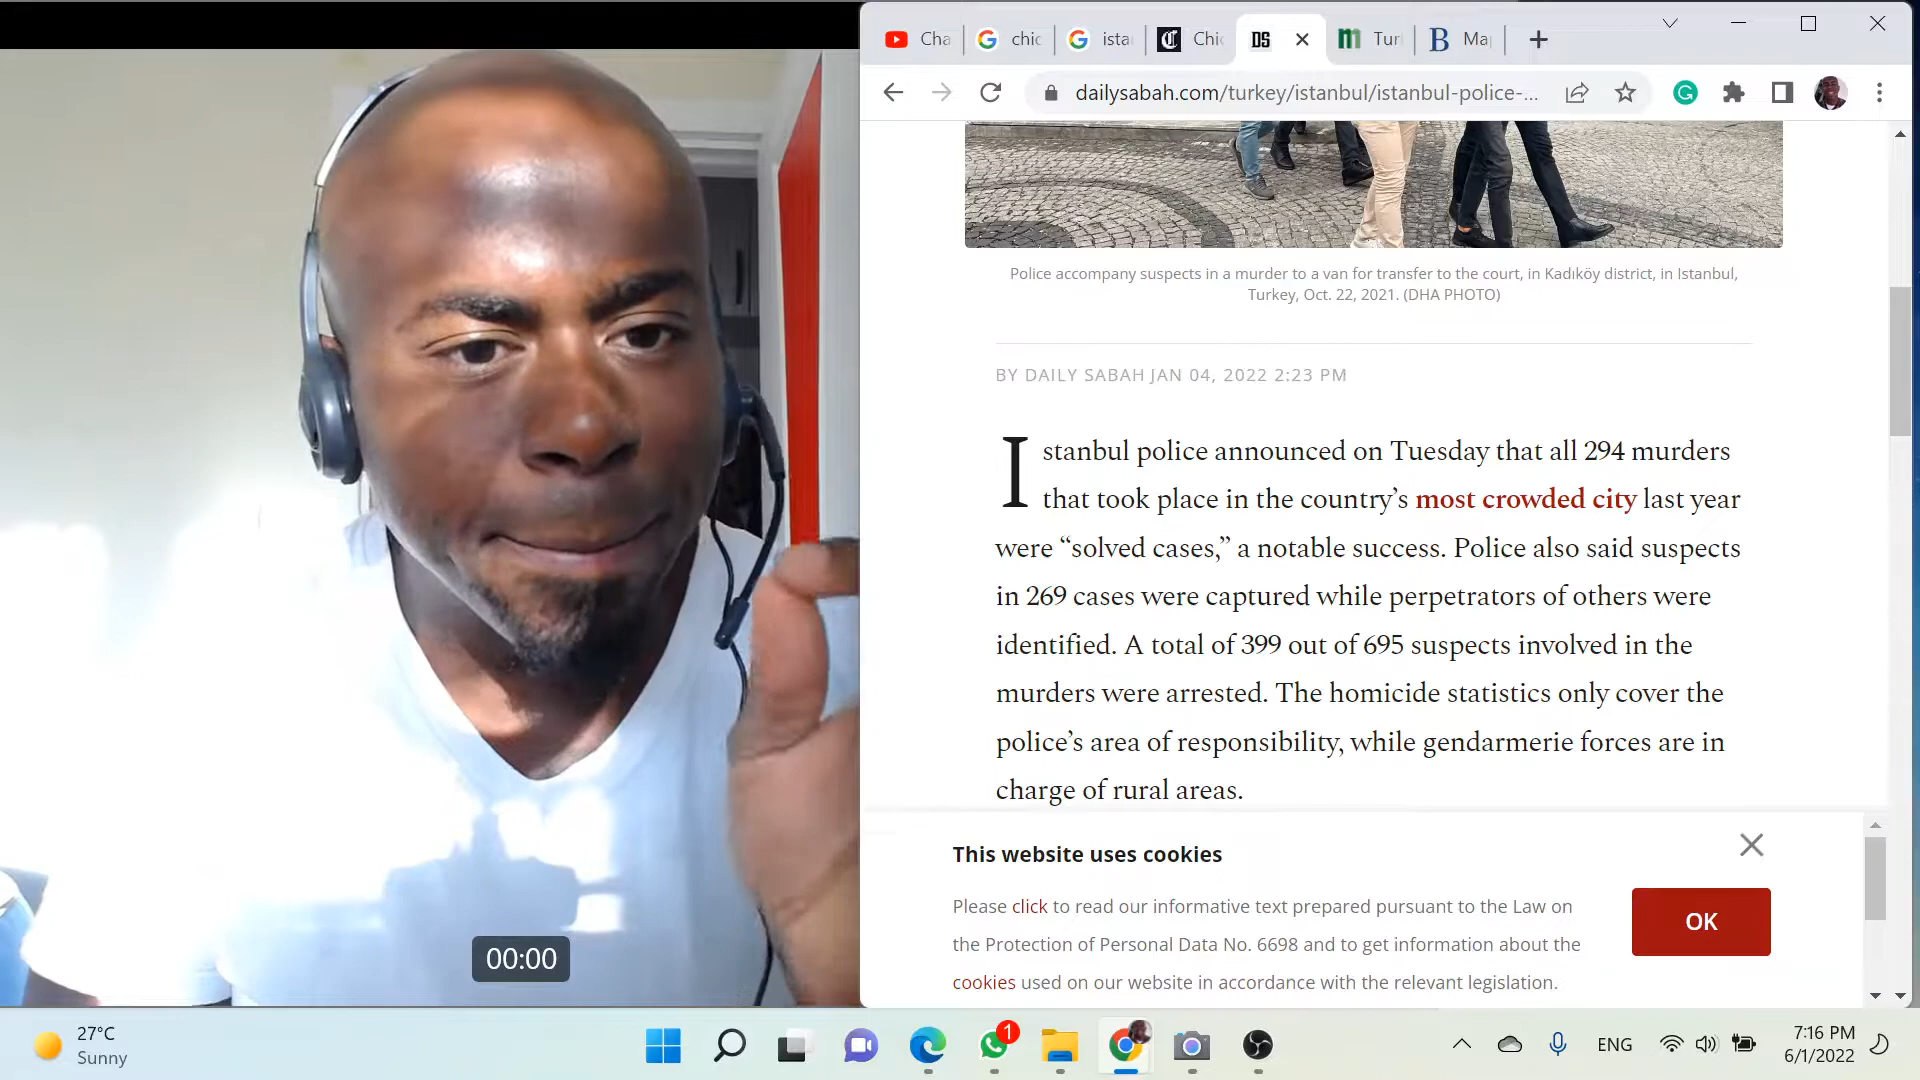 Cha
chic
ista
Chic
DS
Tur
B Ma
dailysabah.com/turkey/istanbul/istanbul-police-...
Police accompany suspects in a murder to a van for transfer to the court, in Kadıköy district, in Istanbul,
Turkey, Oct. 22, 2021. (DHA PHOTO)
BY DAILY SABAH JAN 04, 2022 2:23 PM
Istanbul police announced on Tuesday that all 294 murders
that took place in the country’s most crowded city last year
were “solved cases,” a notable success. Police also said suspects
in 269 cases were captured while perpetrators of others were
identified. A total of 399 out of 695 suspects involved in the
murders were arrested. The homicide statistics only cover the
police’s area of responsibility, while gendarmerie forces are in
charge of rural areas.
This website uses cookies
Please click to read our informative text prepared pursuant to the Law on
the Protection of Personal Data No. 6698 and to get information about the
cookies used on our website in accordance with the relevant legislation.
OK
00:00
27°C
Sunny
1
ENG
7:16 PM
6/1/2022